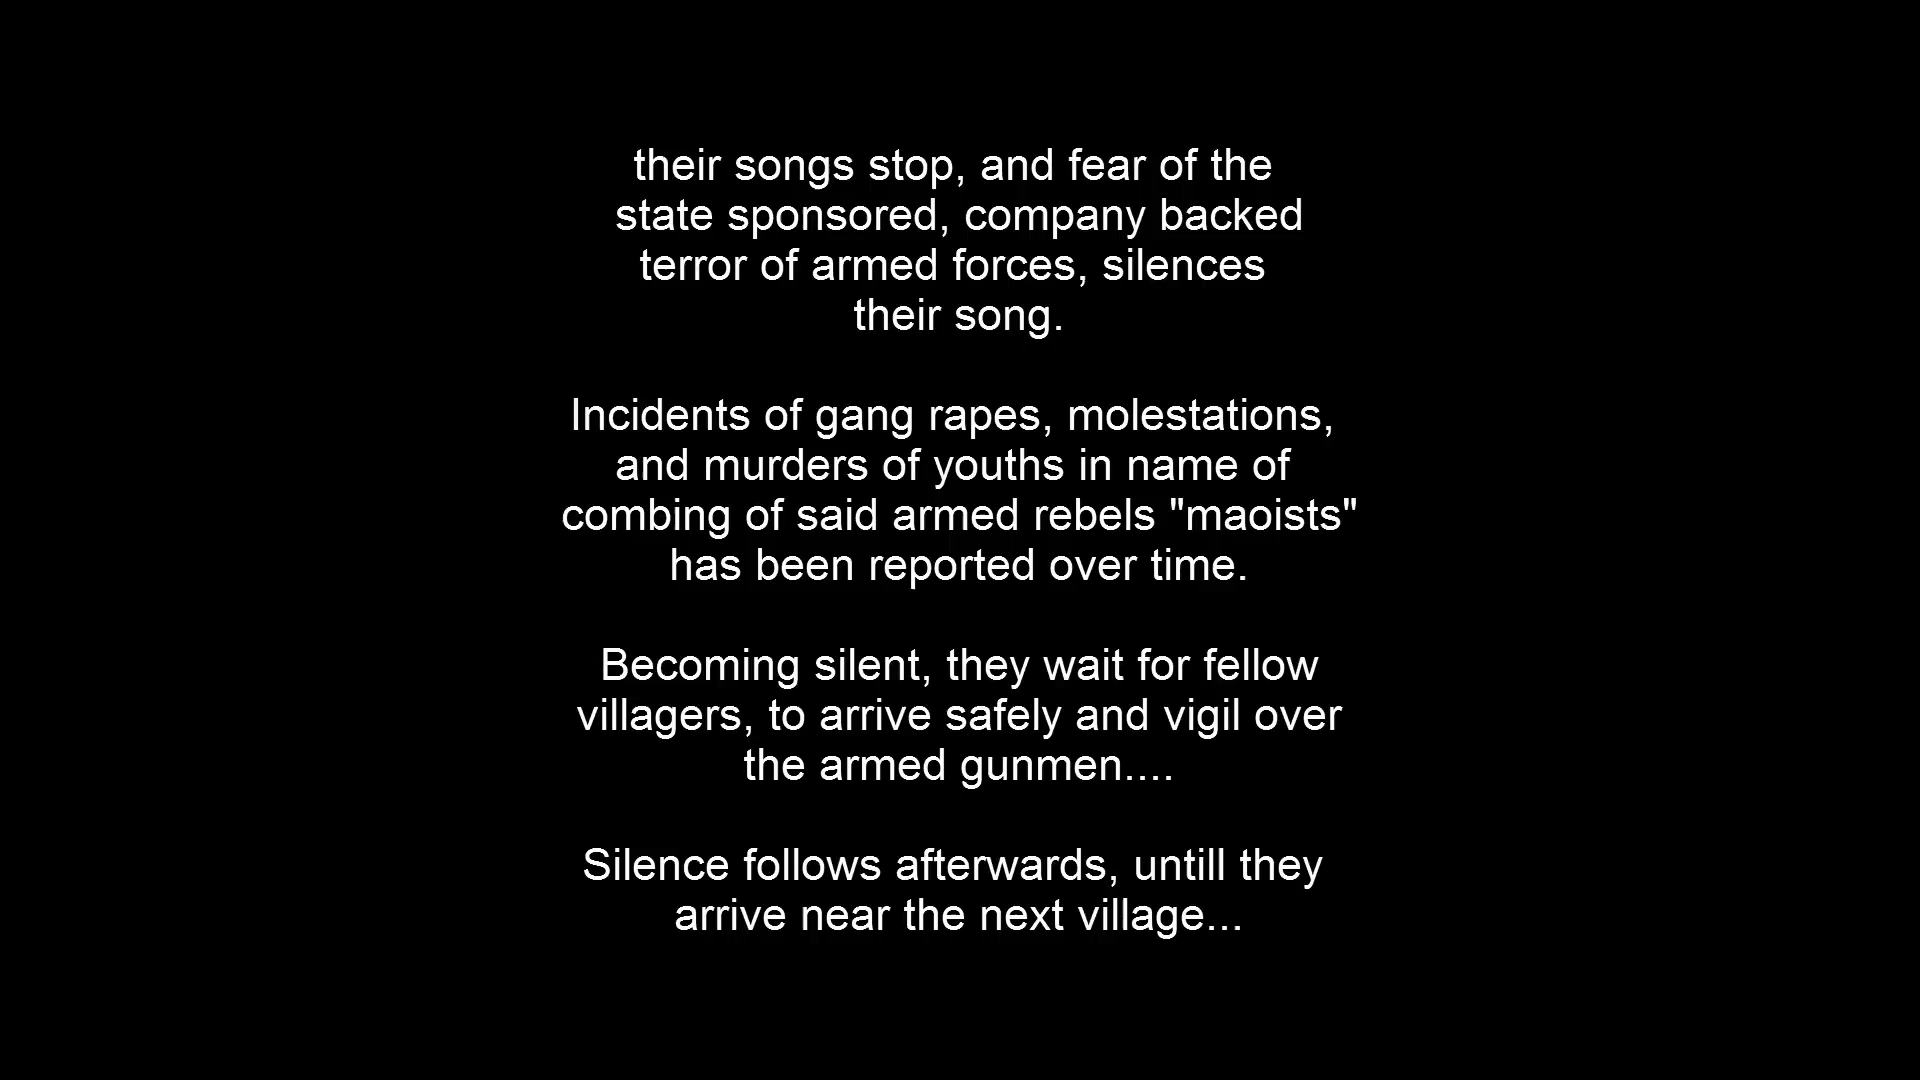 their songs stop, and fear of the
state sponsored, company backed
terror of armed forces, silences
their song.
Incidents of gang rapes, molestations,
and murders of youths in name of
combing of said armed rebels "maoists"
has been reported over time.
Becoming silent, they wait for fellow
villagers, to arrive safely and vigil over
the armed gunmen....
Silence follows afterwards, untill they
arrive near the next village...